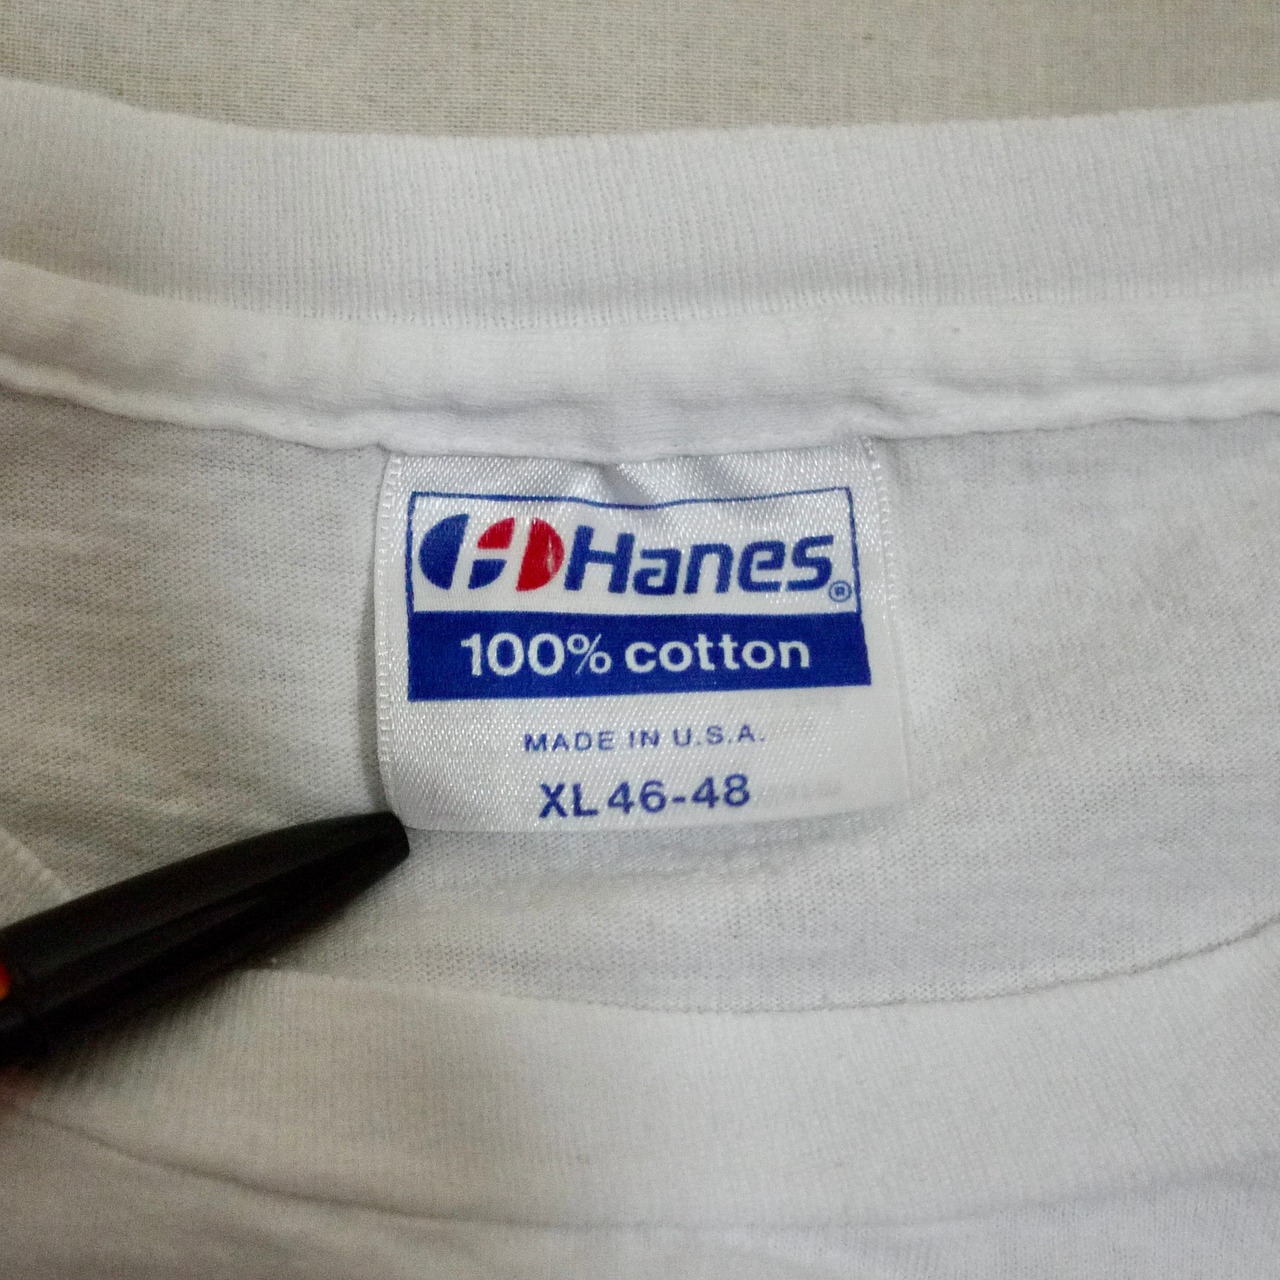 Hanes®
100% cotton
MADE IN U.S.A.
XL 46-48